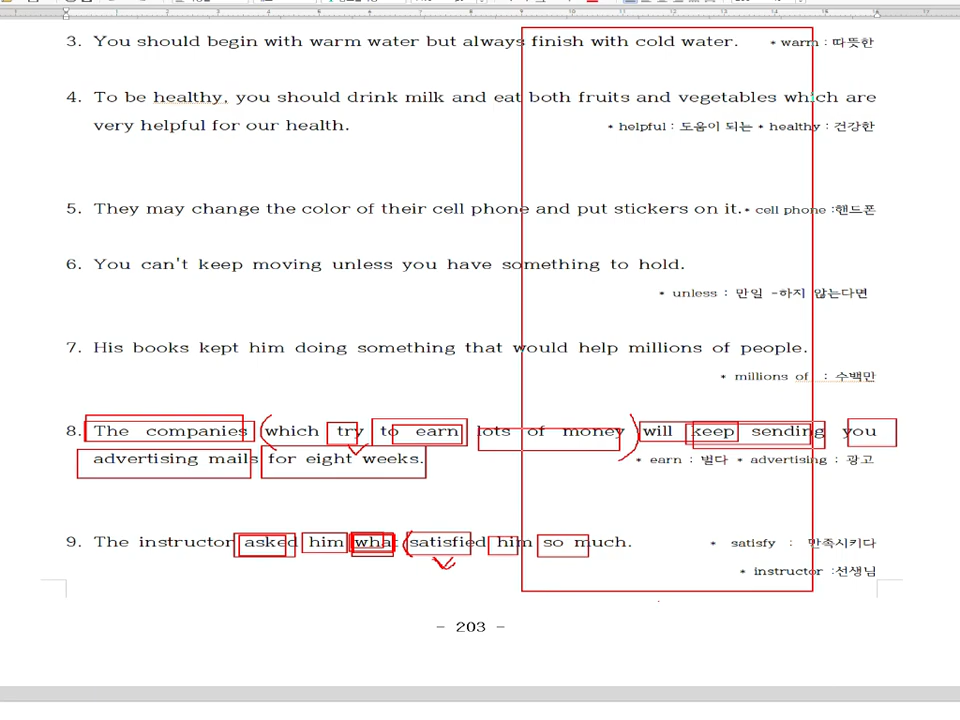 3. You should begin with warm water but always finish with cold water. * warm : 따뜻한
4. To be healthy, you should drink milk and eat both fruits and vegetables which are
very helpful for our health. * helpful : 도움이 되는 * healthy : 건강한
5. They may change the color of their cell phone and put stickers on it. * cell phone :핸드폰
6. You can't keep moving unless you have something to hold.
* unless : 만일 -하지 않는다면
7. His books kept him doing something that would help millions of people.
* millions of : 수백만
8. The companies which try to earn lots of money will keep sending you
advertising mails for eight weeks. * earn : 벌다 * advertising : 광고
9. The instructor asked him what satisfied him so much. * satisfy : 만족시키다
* instructor :선생님
- 203 -